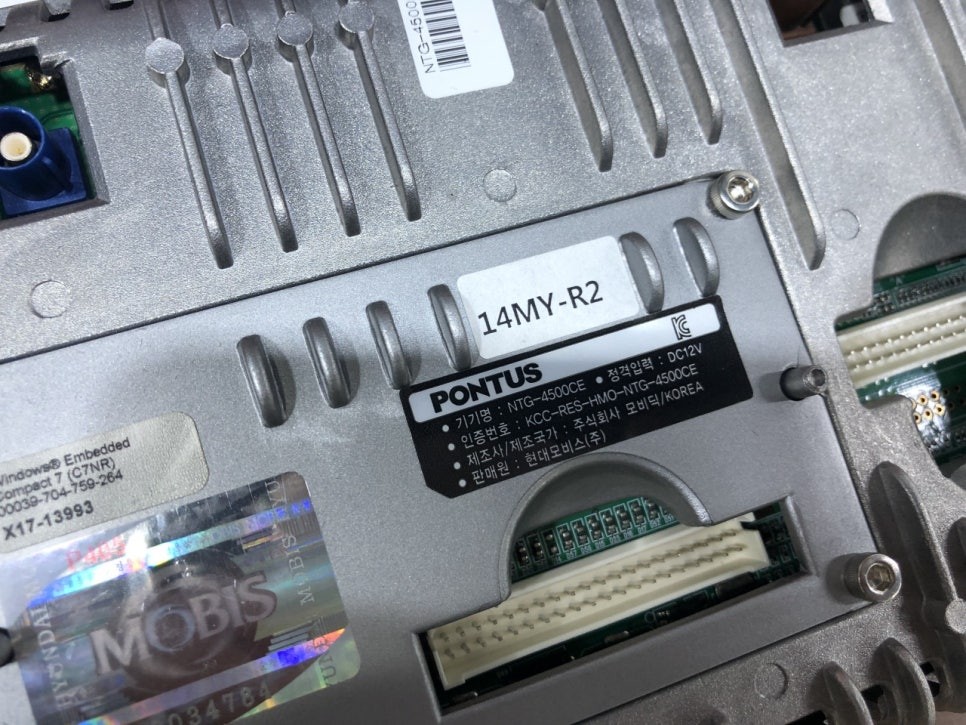 NTG-4500
14MY-R2
PONTUS
• 기기명 : NTG-4500CE • 정격입력 : DC12V
• 인증번호 : KCC-RES-HMO-NTG-4500CE
• 제조사/제조국가 : 주식회사 모비딕/KOREA
• 판매원 : 현대모비스(주)
Windows® Embedded
Compact 7 (C7NR)
00039-704-759-264
X17-13993
MOBIS
MOBIS
HYUNDAI
034784